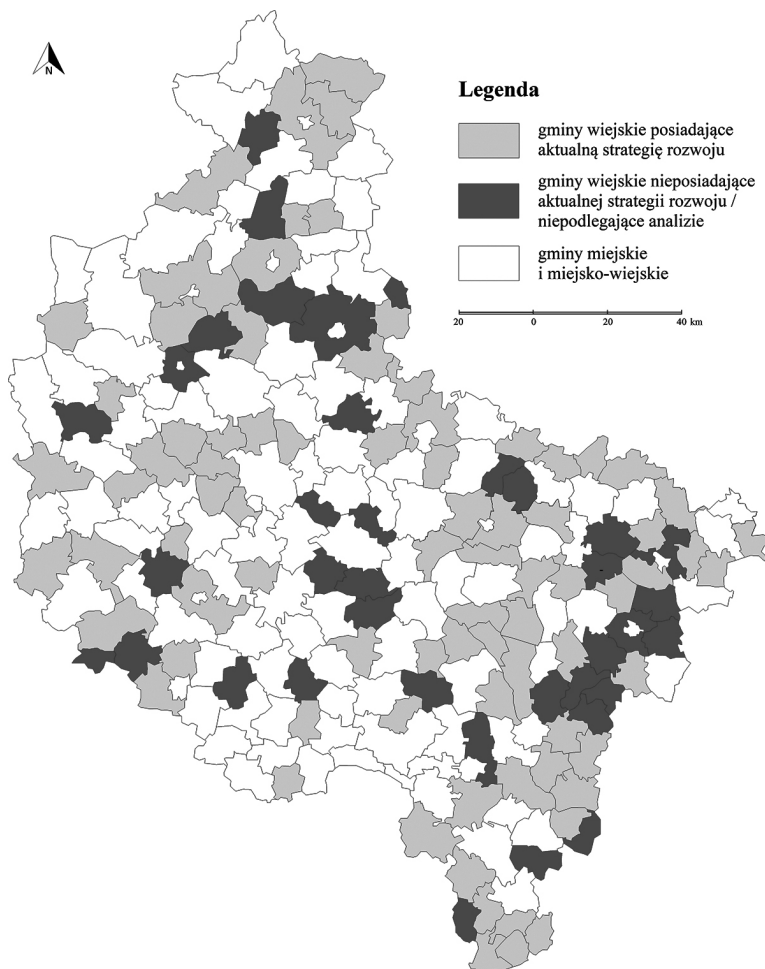 N
Legenda
gminy wiejskie posiadające
aktualną strategię rozwoju
gminy wiejskie nieposiadające
aktualnej strategii rozwoju /
niepodlegające analizie
gminy miejskie
i miejsko-wiejskie
20 0 20 40 km